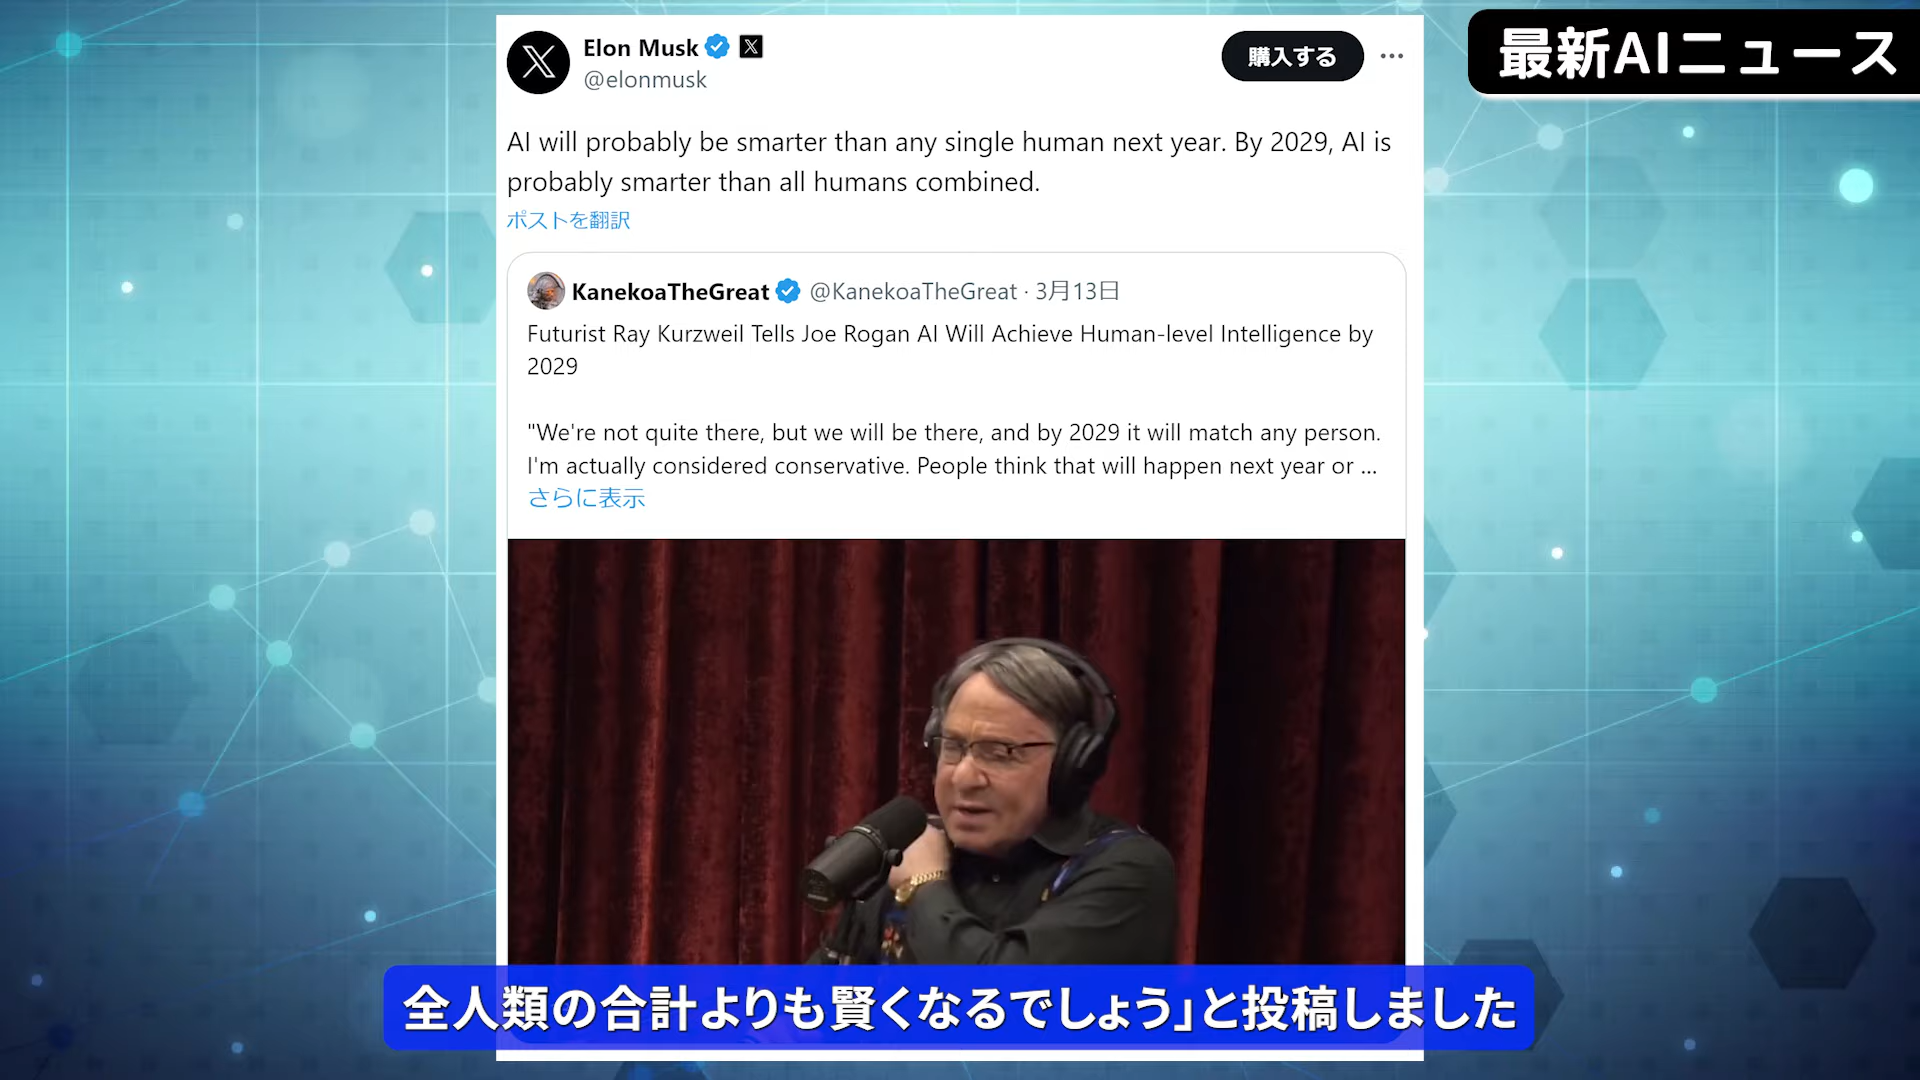 最新AIニュース
Elon Musk
@elonmusk
購入する
AI will probably be smarter than any single human next year. By 2029, AI is
probably smarter than all humans combined.
ポストを翻訳
KanekoaTheGreat @KanekoaTheGreat · 3月13日
Futurist Ray Kurzweil Tells Joe Rogan AI Will Achieve Human-level Intelligence by
2029
"We're not quite there, but we will be there, and by 2029 it will match any person.
I'm actually considered conservative. People think that will happen next year or ...
さらに表示
全人類の合計よりも賢くなるでしょう」と投稿しました